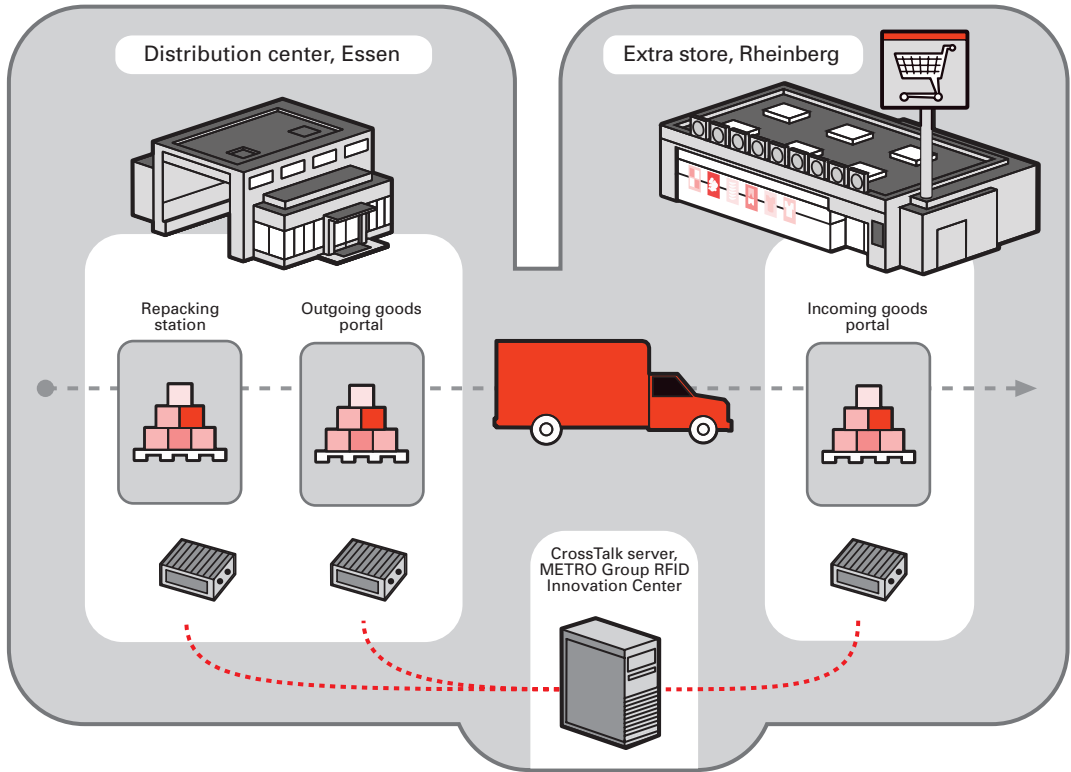 Distribution center, Essen
Extra store, Rheinberg
Repacking
station
Outgoing goods
portal
Incoming goods
portal
CrossTalk server,
METRO Group RFID
Innovation Center